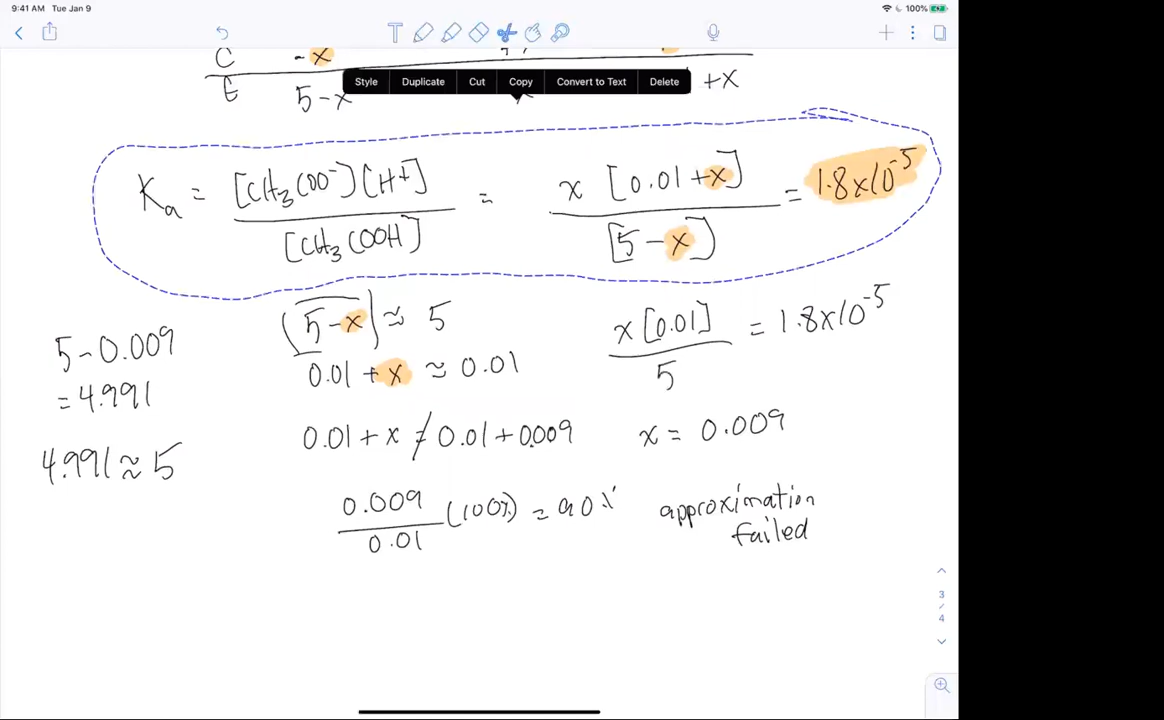 9:41 AM Tue Jan 9
100%
C -x
E 5-x +x
Style Duplicate Cut Copy Convert to Text Delete
Ka = [CH₃COO⁻][H⁺] / [CH₃COOH] = x [0.01+x] / [5-x] = 1.8x10⁻⁵
5-x ≈ 5
x[0.01] / 5 = 1.8x10⁻⁵
5-0.009
= 4.991
0.01 + x ≈ 0.01
0.01 + x ≠ 0.01 + 0.009
x = 0.009
4.991 ≈ 5
0.009 / 0.01 (100%) = 90%
approximation
failed
3
/
4